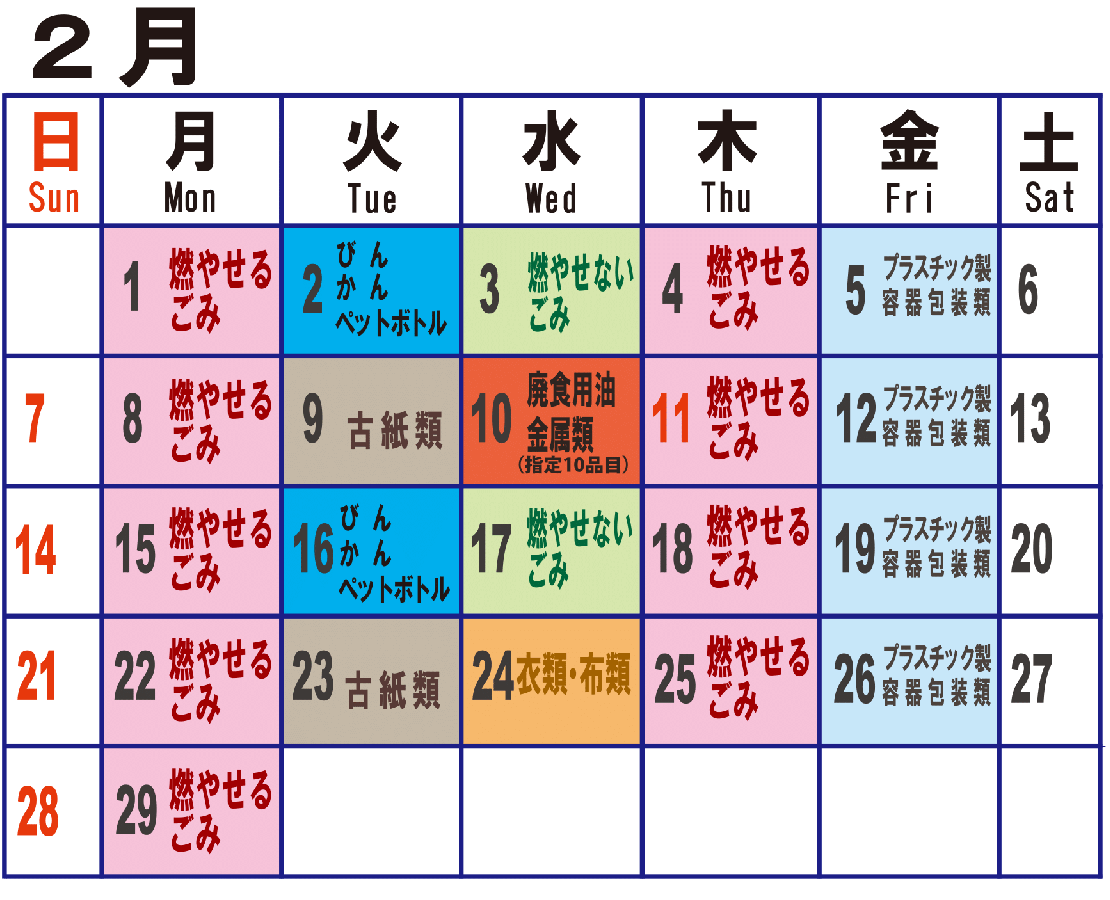 2月
日 月 火 水 木 金 土
Sun Mon Tue Wed Thu Fri Sat
1 燃やせる
ごみ
2 びん
かん
ペットボトル
3 燃やせない
ごみ
4 燃やせる
ごみ
5 プラスチック製
容器包装類
6
7
8 燃やせる
ごみ
9 古紙類
10 廃食用油
金属類
(指定10品目)
11 燃やせる
ごみ
12 プラスチック製
容器包装類
13
14
15 燃やせる
ごみ
16 びん
かん
ペットボトル
17 燃やせない
ごみ
18 燃やせる
ごみ
19 プラスチック製
容器包装類
20
21
22 燃やせる
ごみ
23 古紙類
24 衣類・布類
25 燃やせる
ごみ
26 プラスチック製
容器包装類
27
28
29 燃やせる
ごみ